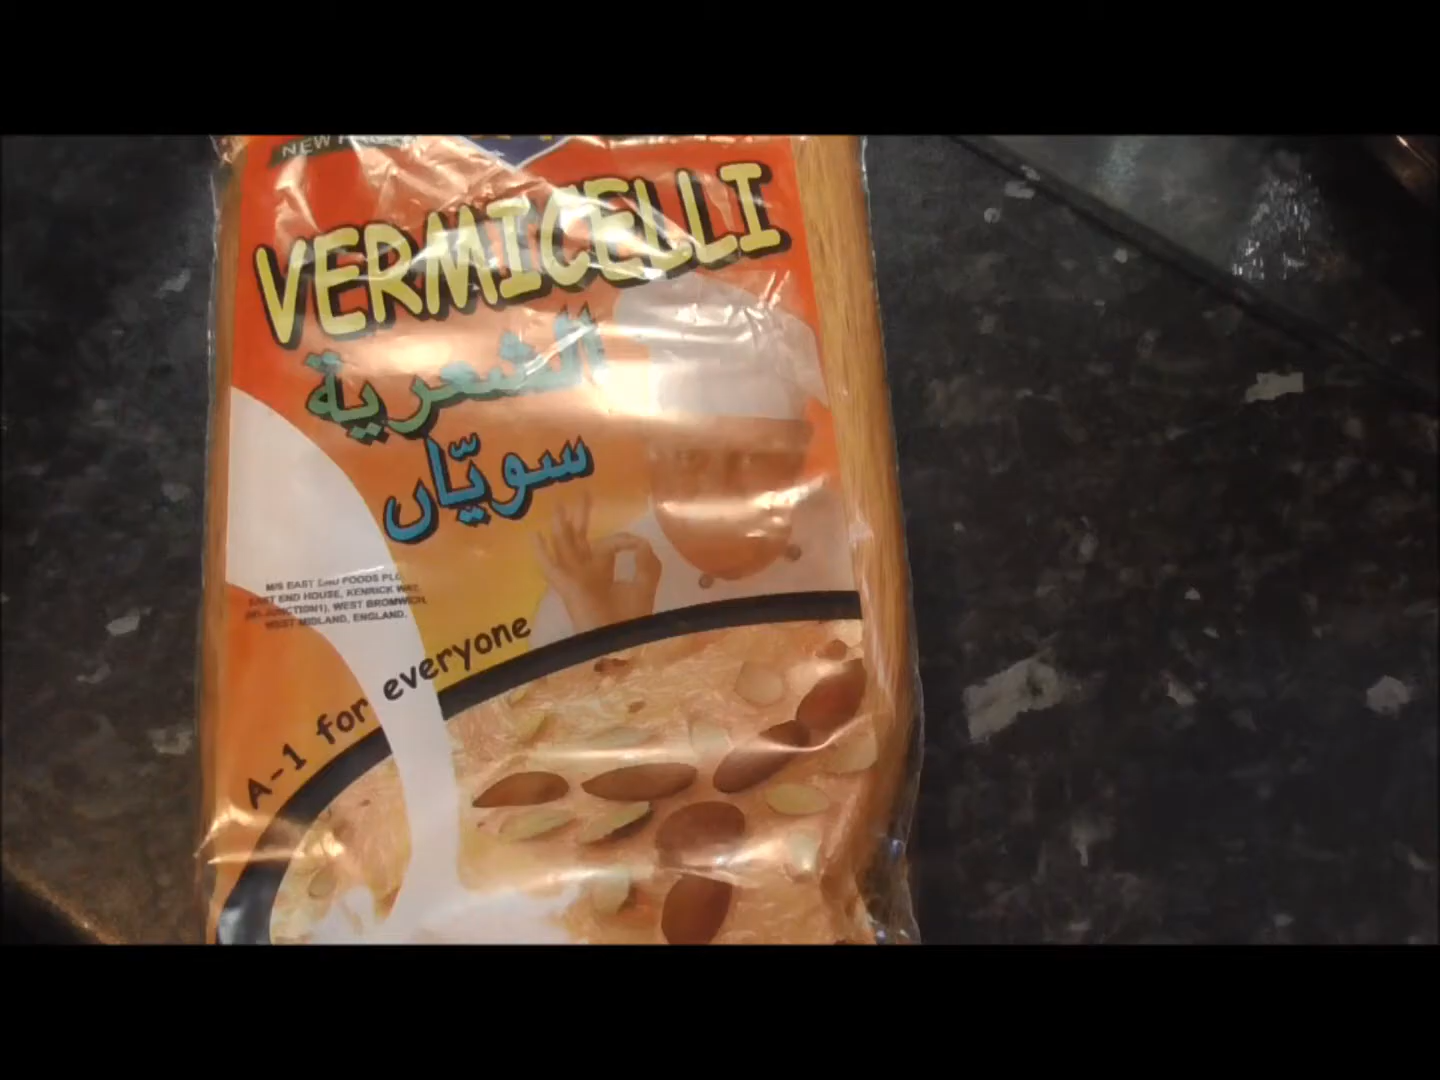 NEW
VERMICELLI
الشعرية
سویّاں
M/S EAST End FOODS PLC
EAST END HOUSE, KENRICK WAY,
JUNCTION1), WEST BROMWICH,
WEST MIDLAND, ENGLAND.
A-1 for everyone